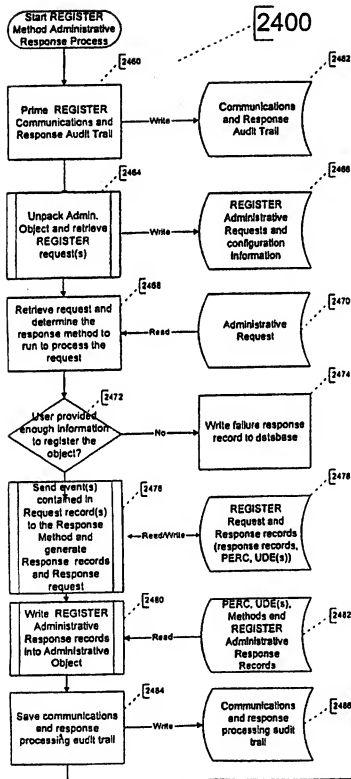 2400
Start REGISTER
Method Administrative
Response Process
2460
Prime REGISTER
Communications and
Response Audit Trail
Write
2462
Communications
and Response
Audit Trail
2464
Unpack Admin.
Object and retrieve
REGISTER
request(s)
Write
2466
REGISTER
Administrative
Requests and
configuration
Information
2468
Retrieve request and
determine the
response method to
run to process the
request
Read
2470
Administrative
Request
2472
User provided
enough information
to register the
object?
No
2474
Write failure response
record to database
2476
Send event(s)
contained in
Request record(s)
to the Response
Method and
generate
Response records
and Response
request
Read/Write
2478
REGISTER
Request and
Response records
(response records,
PERC, UDE(s))
2480
Write REGISTER
Administrative
Response records
into Administrative
Object
Read
2482
PERC, UDE(s),
Methods and
REGISTER
Administrative
Response
Records
2484
Save communications
and response
processing audit trail
Write
2486
Communications
and response
processing audit
trail